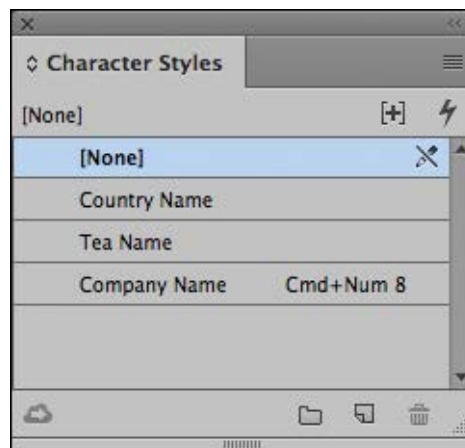 Character Styles
[None]
[None]
Country Name
Tea Name
Company Name Cmd+Num 8